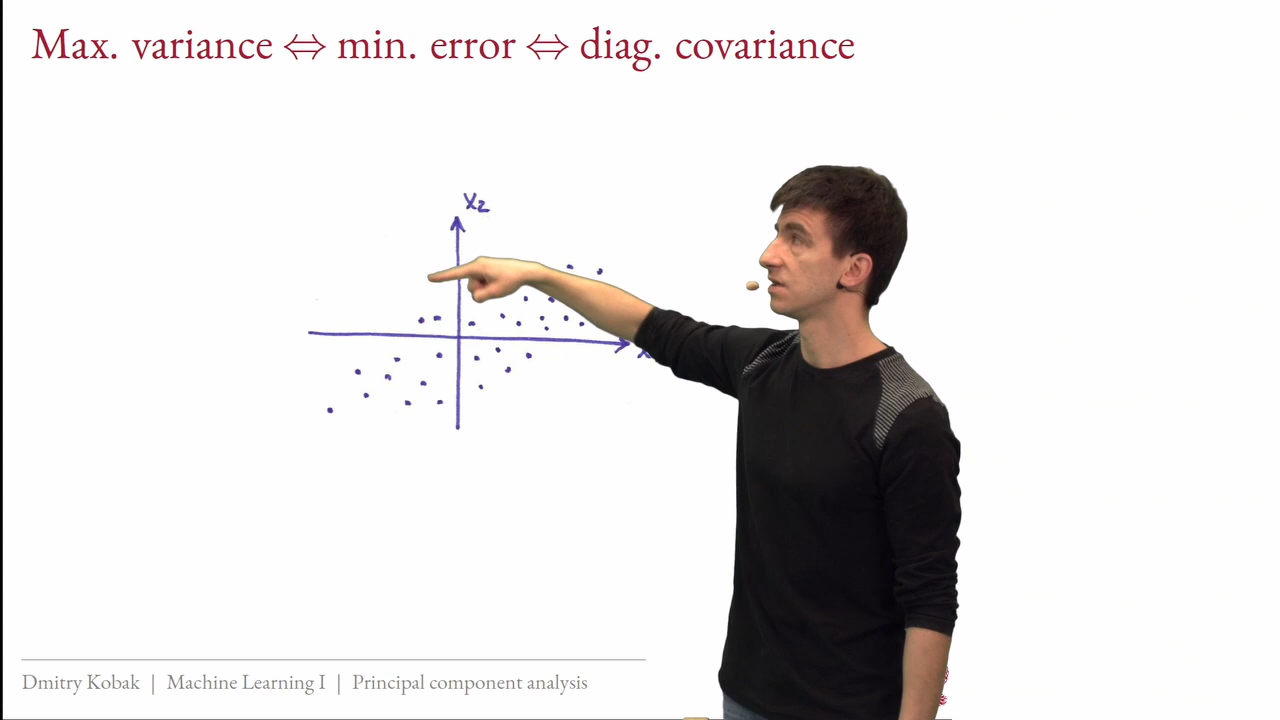 Max. variance ⇔ min. error ⇔ diag. covariance
x₂
Dmitry Kobak | Machine Learning I | Principal component analysis